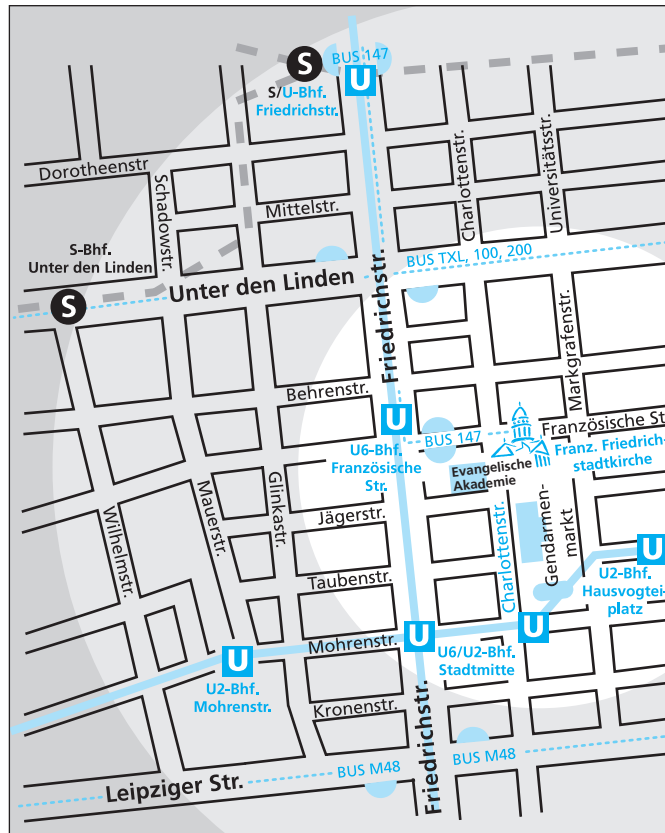 BUS 147
S
U
S/U-Bhf.
Friedrichstr.
Dorotheenstr
Schadowstr.
Mittelstr.
Charlottenstr.
Universitätsstr.
S-Bhf.
Unter den Linden
S
Unter den Linden
BUS TXL, 100, 200
Friedrichstr.
Markgrafenstr.
Behrenstr.
U
BUS 147
Französische St
U6-Bhf.
Französische
Str.
Evangelische
Akademie
Franz. Friedrich-
stadtkirche
Wilhelmstr.
Mauerstr.
Glinkastr.
Jägerstr.
Charlottenstr.
Gendarmen-
markt
U
U2-Bhf.
Hausvogtei-
platz
Taubenstr.
Mohrenstr.
U
U
U
U6/U2-Bhf.
Stadtmitte
U2-Bhf.
Mohrenstr.
Kronenstr.
Friedrichstr.
Leipziger Str.
BUS M48
BUS M48